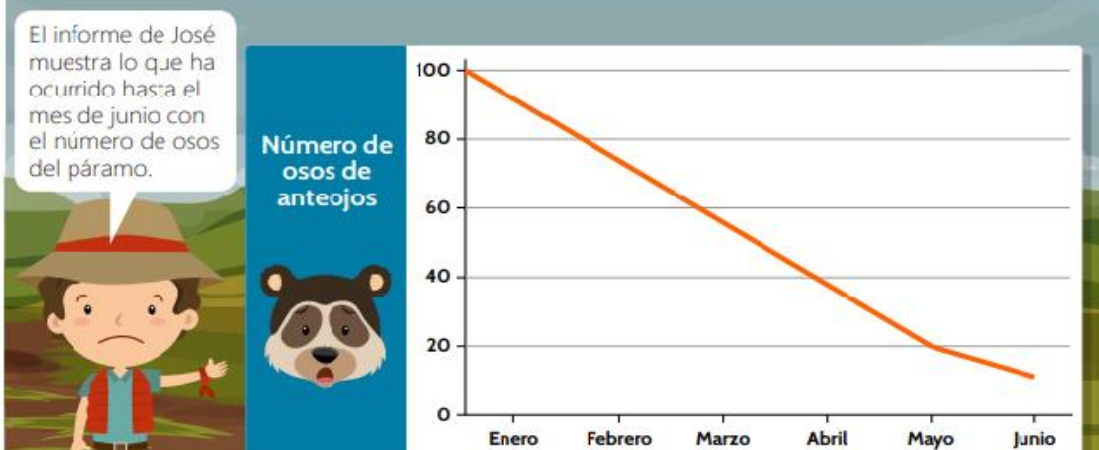 El informe de José
muestra lo que ha
ocurrido hasta el
mes de junio con
el número de osos
del páramo.
Número de
osos de
anteojos
100
80
60
40
20
0
Enero Febrero Marzo Abril Mayo Junio